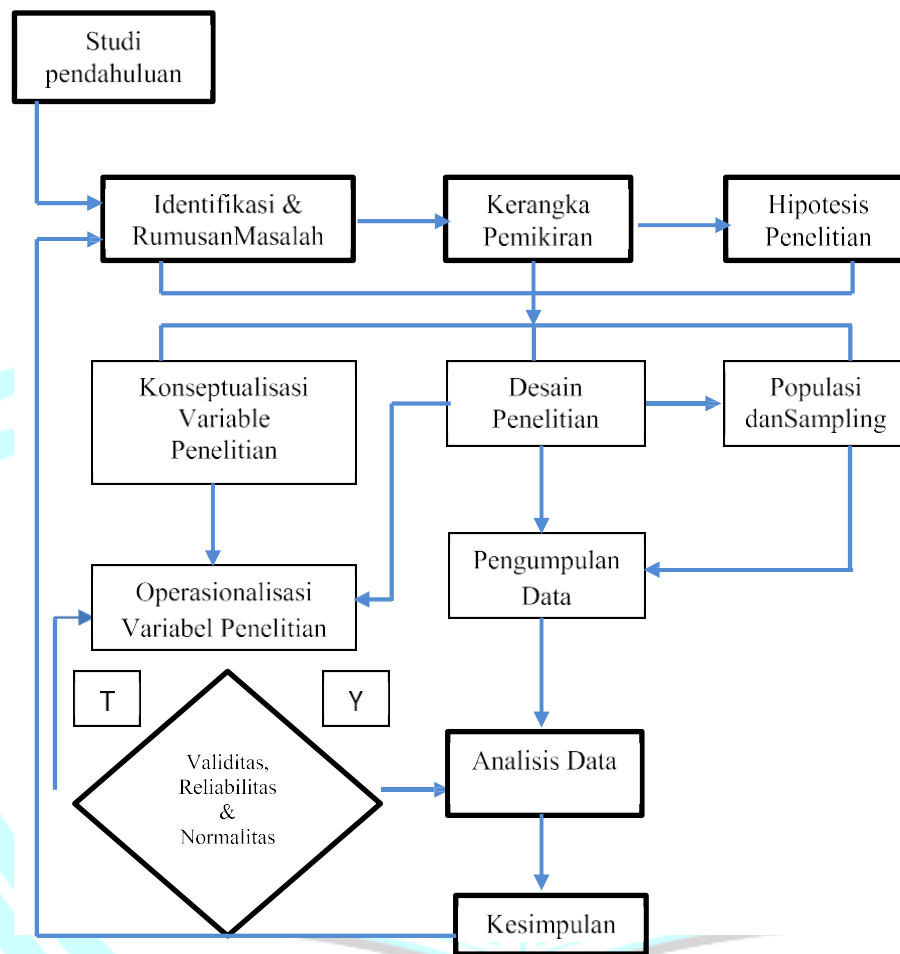 Studi
pendahuluan
Identifikasi &
RumusanMasalah
Kerangka
Pemikiran
Hipotesis
Penelitian
Konseptualisasi
Variable
Penelitian
Desain
Penelitian
Populasi
danSampling
Operasionalisasi
Variabel Penelitian
Pengumpulan
Data
T
Y
Validitas,
Reliabilitas
&
Normalitas
Analisis Data
Kesimpulan